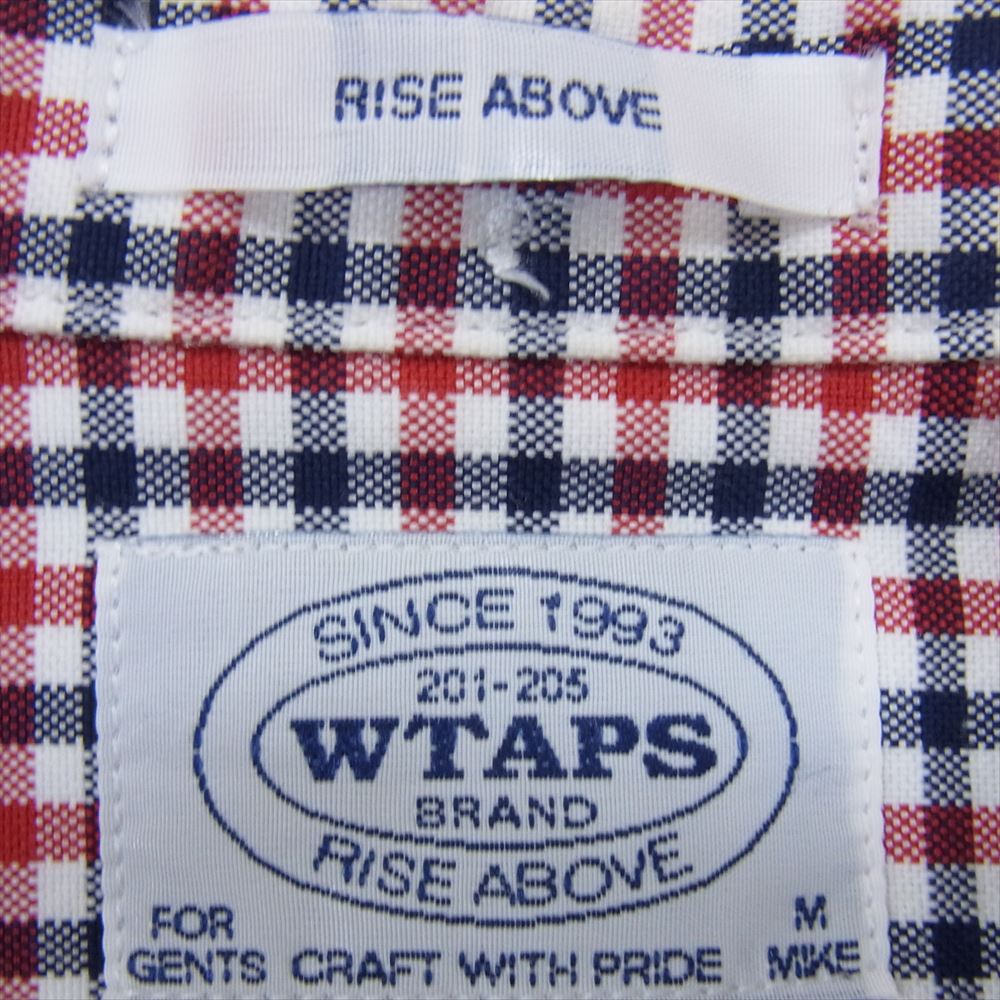 RISE ABOVE
SINCE 1993
201-205
WTAPS
BRAND
RISE ABOVE
FOR GENTS
CRAFT WITH PRIDE
M
MIKE